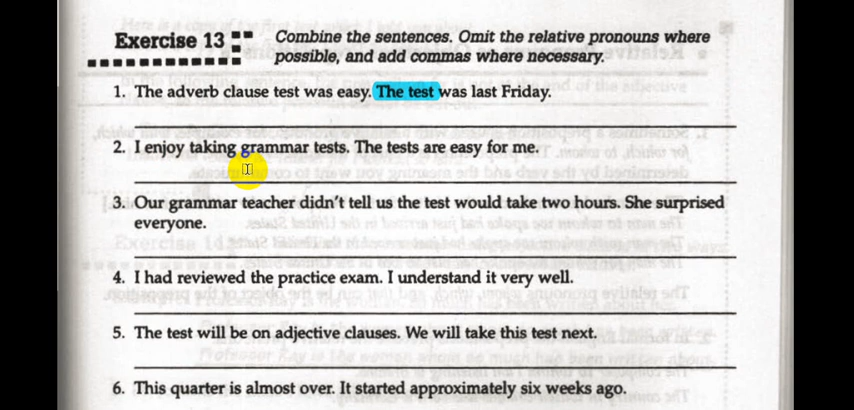 Exercise 13
Combine the sentences. Omit the relative pronouns where
possible, and add commas where necessary.
1. The adverb clause test was easy. The test was last Friday.
2. I enjoy taking grammar tests. The tests are easy for me.
3. Our grammar teacher didn't tell us the test would take two hours. She surprised
everyone.
4. I had reviewed the practice exam. I understand it very well.
5. The test will be on adjective clauses. We will take this test next.
6. This quarter is almost over. It started approximately six weeks ago.